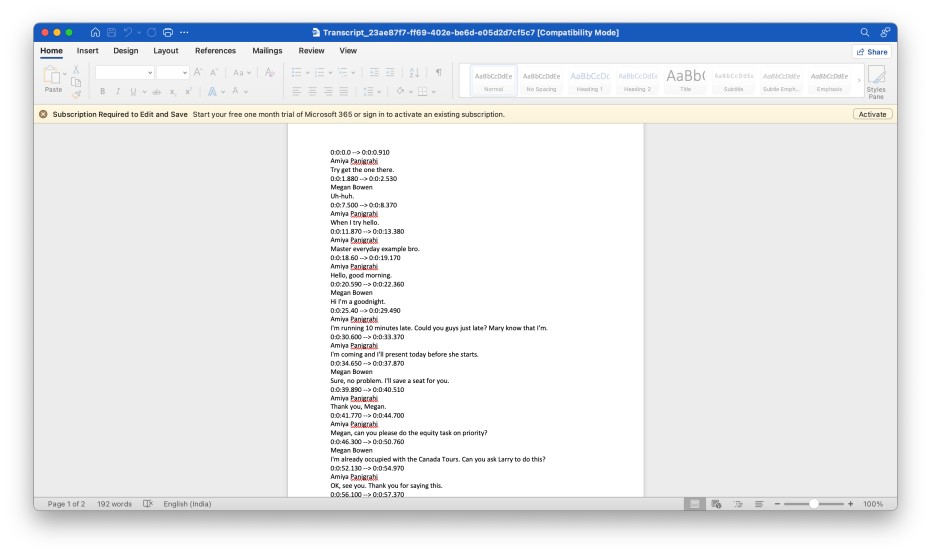 Transcript_23ae87f7-ff69-402e-be6d-e05d2d7cf5c7 [Compatibility Mode]
Home Insert Design Layout References Mailings Review View Share
Paste
AaBbCcDdEe AaBbCcDdEe AaBbCcDc AaBbCcDdEe AaBb( AaBbCcDdEe AaBbCcDdEe AaBbCcDdEe
Normal No Spacing Heading 1 Heading 2 Title Subtitle Subtle Emph... Emphasis Styles Pane
Subscription Required to Edit and Save Start your free one month trial of Microsoft 365 or sign in to activate an existing subscription. Activate
0:0:0.0 --> 0:0:0.910
Amiya Panigrahi
Try get the one there.
0:0:1.880 --> 0:0:2.530
Megan Bowen
Uh-huh.
0:0:7.500 --> 0:0:8.370
Amiya Panigrahi
When I try hello.
0:0:11.870 --> 0:0:13.380
Amiya Panigrahi
Master everyday example bro.
0:0:18.60 --> 0:0:19.170
Amiya Panigrahi
Hello, good morning.
0:0:20.590 --> 0:0:22.360
Megan Bowen
Hi I'm a goodnight.
0:0:25.40 --> 0:0:29.490
Amiya Panigrahi
I'm running 10 minutes late. Could you guys just late? Mary know that I'm.
0:0:30.600 --> 0:0:33.370
Amiya Panigrahi
I'm coming and I'll present today before she starts.
0:0:34.650 --> 0:0:37.870
Megan Bowen
Sure, no problem. I'll save a seat for you.
0:0:39.890 --> 0:0:40.510
Amiya Panigrahi
Thank you, Megan.
0:0:41.770 --> 0:0:44.700
Amiya Panigrahi
Megan, can you please do the equity task on priority?
0:0:46.300 --> 0:0:50.760
Megan Bowen
I'm already occupied with the Canada Tours. Can you ask Larry to do this?
0:0:52.130 --> 0:0:54.970
Amiya Panigrahi
OK, see you. Thank you for saying this.
0:0:56.100 --> 0:0:57.370
Page 1 of 2 192 words English (India) 100%